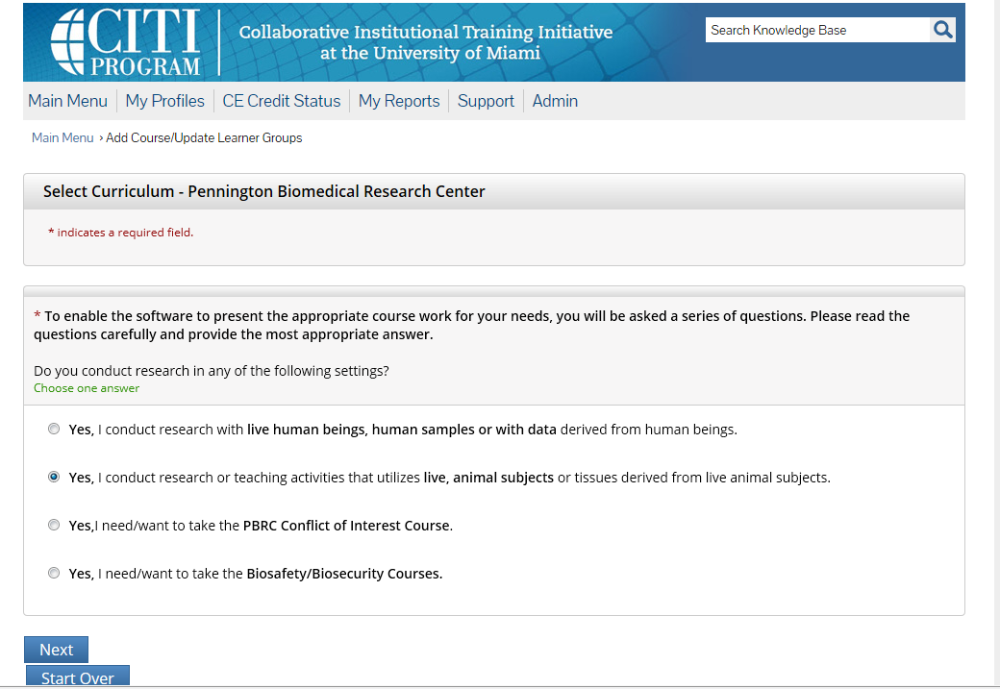 CITI
PROGRAM
Collaborative Institutional Training Initiative
at the University of Miami
Search Knowledge Base
Main Menu
My Profiles
CE Credit Status
My Reports
Support
Admin
Main Menu › Add Course/Update Learner Groups
Select Curriculum - Pennington Biomedical Research Center
* indicates a required field.
* To enable the software to present the appropriate course work for your needs, you will be asked a series of questions. Please read the
questions carefully and provide the most appropriate answer.
Do you conduct research in any of the following settings?
Choose one answer
Yes, I conduct research with live human beings, human samples or with data derived from human beings.
Yes, I conduct research or teaching activities that utilizes live, animal subjects or tissues derived from live animal subjects.
Yes,I need/want to take the PBRC Conflict of Interest Course.
Yes, I need/want to take the Biosafety/Biosecurity Courses.
Next
Start Over